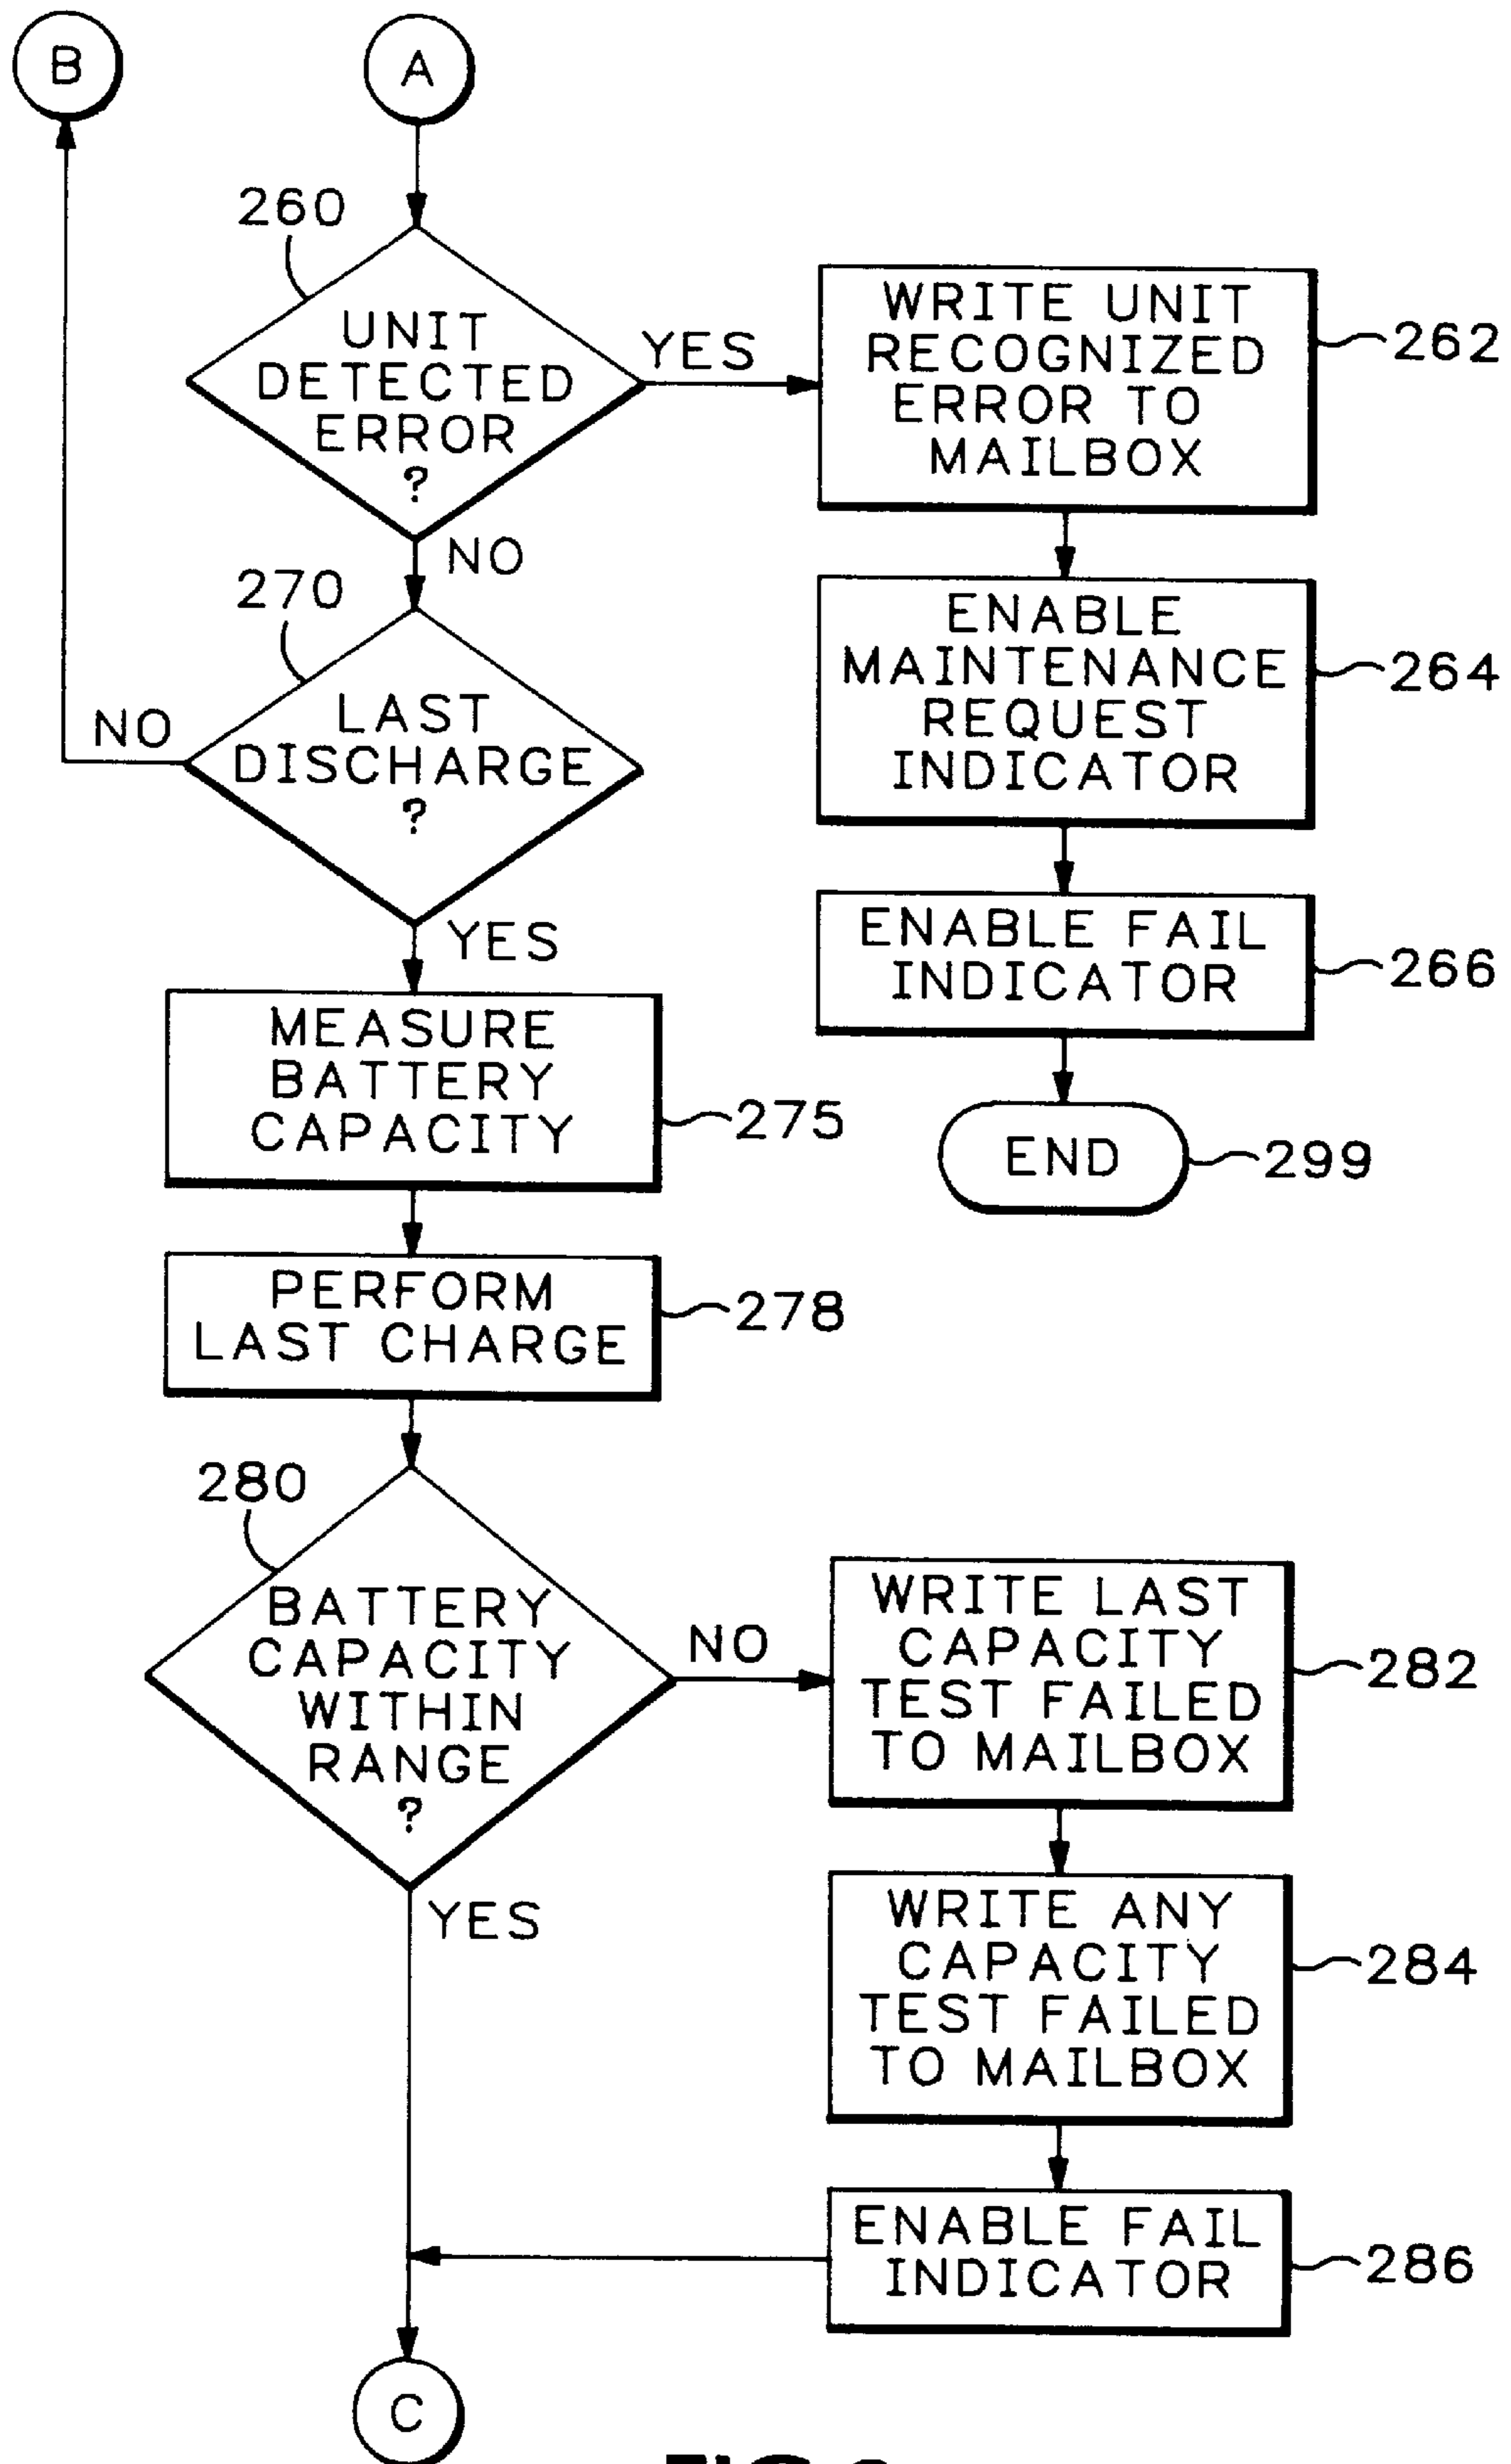 B
A
260
UNIT
DETECTED
ERROR
?
YES
WRITE UNIT
RECOGNIZED
ERROR TO
MAILBOX
262
NO
270
LAST
DISCHARGE
?
NO
ENABLE
MAINTENANCE
REQUEST
INDICATOR
264
YES
ENABLE FAIL
INDICATOR
266
MEASURE
BATTERY
CAPACITY
275
END
299
PERFORM
LAST CHARGE
278
280
BATTERY
CAPACITY
WITHIN
RANGE
?
NO
WRITE LAST
CAPACITY
TEST FAILED
TO MAILBOX
282
YES
WRITE ANY
CAPACITY
TEST FAILED
TO MAILBOX
284
ENABLE FAIL
INDICATOR
286
C